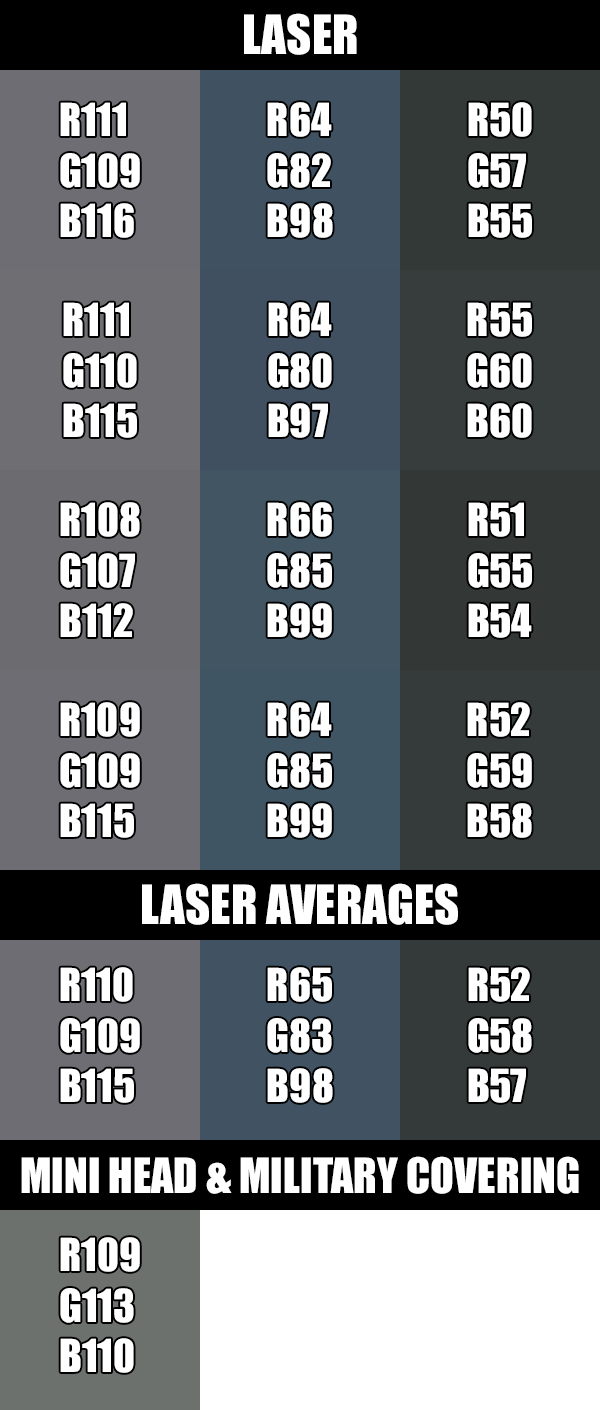 LASER
R111
G109
B116
R64
G82
B98
R50
G57
B55
R111
G110
B115
R64
G80
B97
R55
G60
B60
R108
G107
B112
R66
G85
B99
R51
G55
B54
R109
G109
B115
R64
G85
B99
R52
G59
B58
LASER AVERAGES
R110
G109
B115
R65
G83
B98
R52
G58
B57
MINI HEAD & MILITARY COVERING
R109
G113
B110